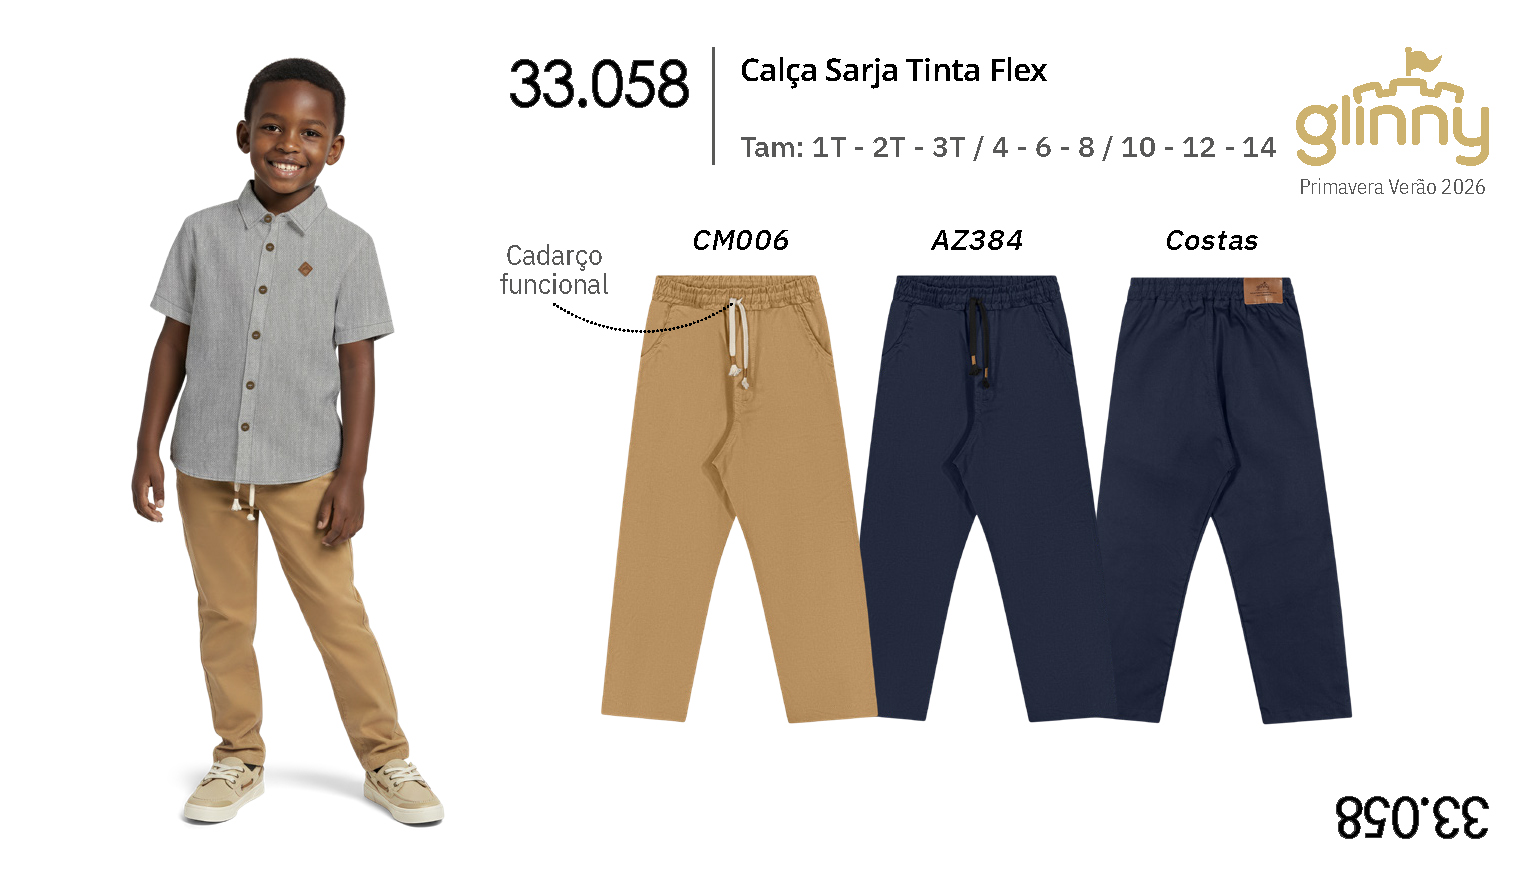 33.058
Calça Sarja Tinta Flex
Tam: 1T - 2T - 3T / 4 - 6 - 8 / 10 - 12 - 14
glinny
Primavera Verão 2026
Cadarço
funcional
CM006
AZ384
Costas
33.058